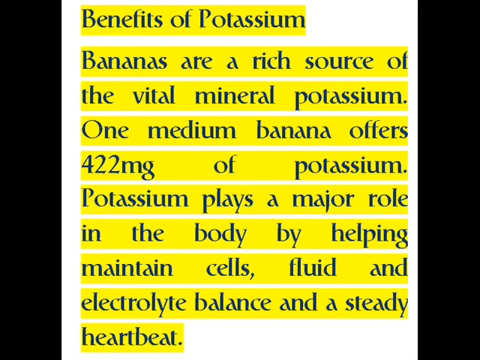 Benefits of Potassium
Bananas are a rich source of
the vital mineral potassium.
One medium banana offers
422mg of potassium.
Potassium plays a major role
in the body by helping
maintain cells, fluid and
electrolyte balance and a steady
heartbeat.